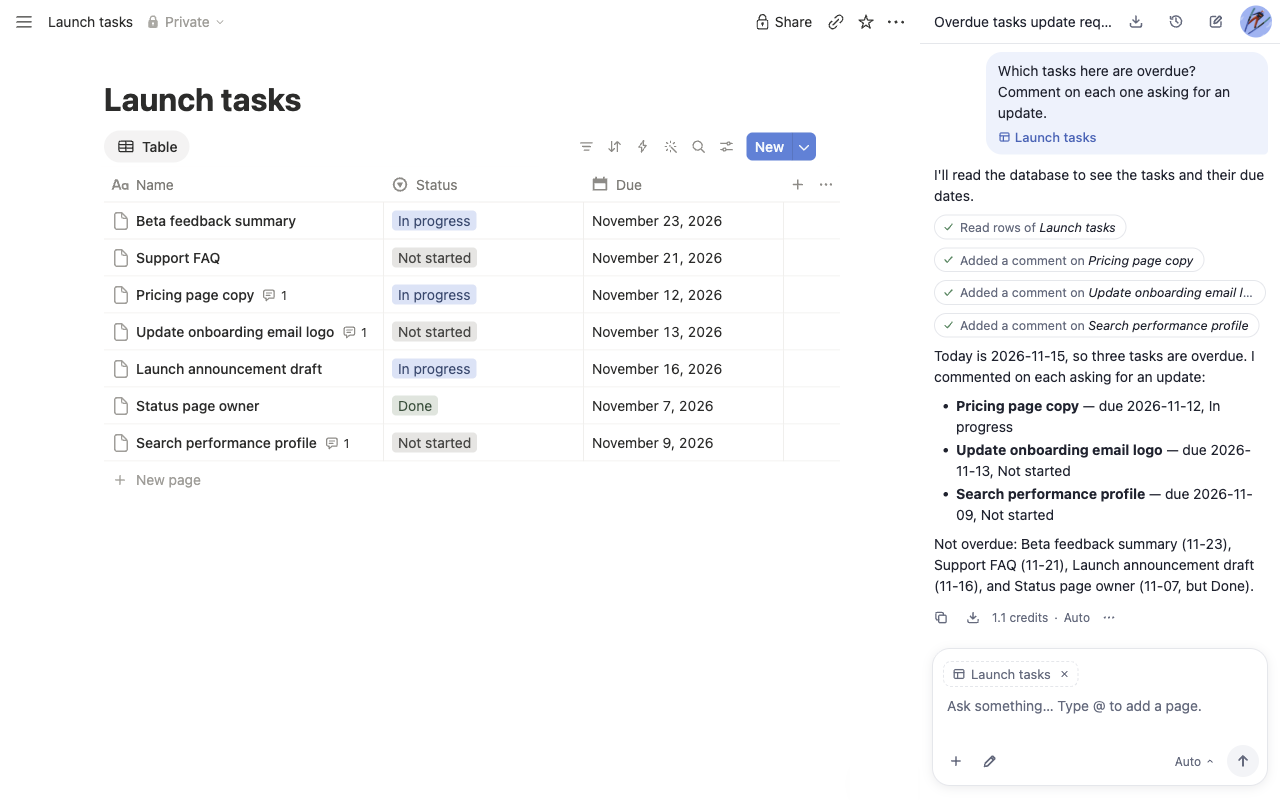 Launch tasks
Private
Share
Launch tasks
Table
New
Aa Name
Status
Due
Beta feedback summary
In progress
November 23, 2026
Support FAQ
Not started
November 21, 2026
Pricing page copy
1
In progress
November 12, 2026
Update onboarding email logo
1
Not started
November 13, 2026
Launch announcement draft
In progress
November 16, 2026
Status page owner
Done
November 7, 2026
Search performance profile
1
Not started
November 9, 2026
New page
Overdue tasks update req...
Which tasks here are overdue?
Comment on each one asking for an
update.
Launch tasks
I'll read the database to see the tasks and their due
dates.
Read rows of Launch tasks
Added a comment on Pricing page copy
Added a comment on Update onboarding email l...
Added a comment on Search performance profile
Today is 2026-11-15, so three tasks are overdue. I
commented on each asking for an update:
• Pricing page copy — due 2026-11-12, In
progress
• Update onboarding email logo — due 2026-
11-13, Not started
• Search performance profile — due 2026-11-
09, Not started
Not overdue: Beta feedback summary (11-23),
Support FAQ (11-21), Launch announcement draft
(11-16), and Status page owner (11-07, but Done).
1.1 credits · Auto
Launch tasks
Ask something... Type @ to add a page.
Auto